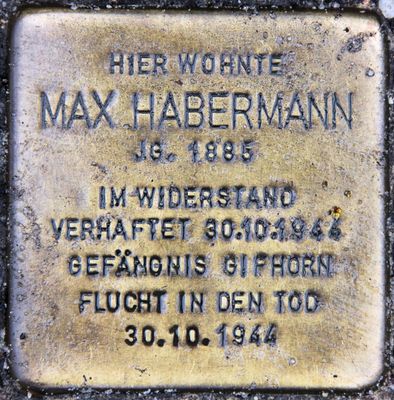 HIER WOHNTE
MAX HABERMANN
JG. 1885
IM WIDERSTAND
VERHAFTET 30.10.1944
GEFÄNGNIS GIFHORN
FLUCHT IN DEN TOD
30.10.1944